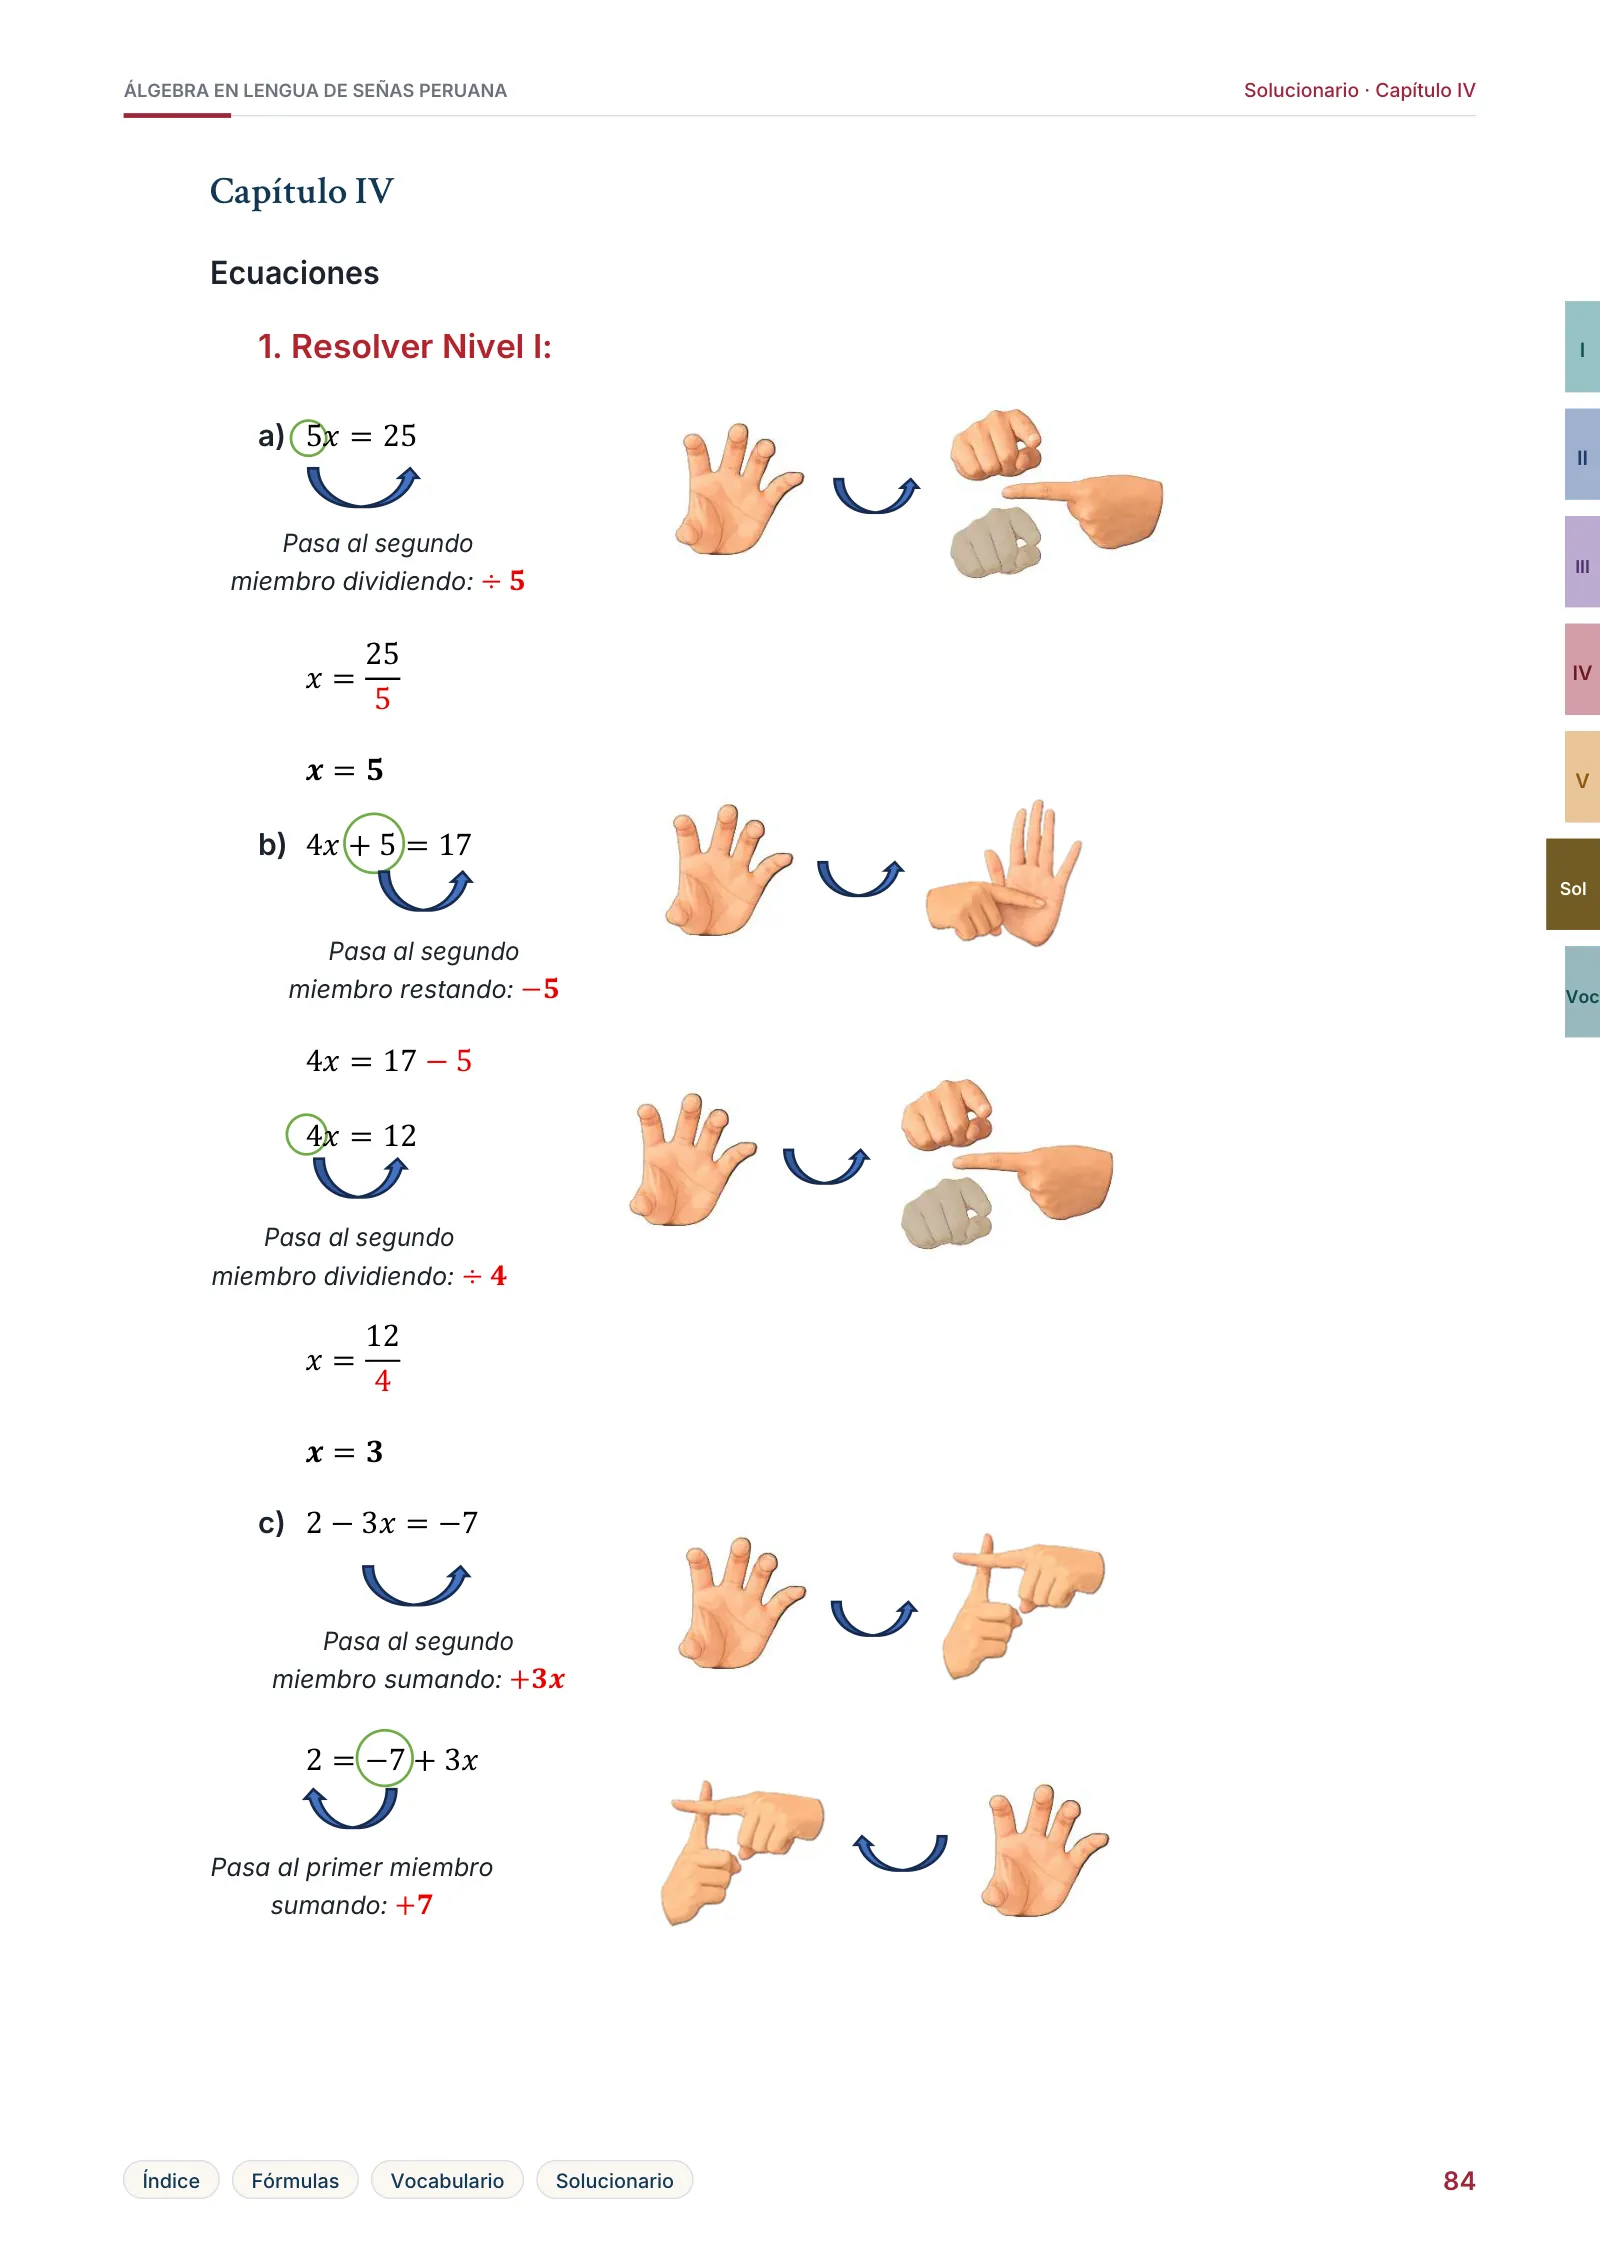 ÁLGEBRA EN LENGUA DE SEÑAS PERUANA
Solucionario · Capítulo IV
Capítulo IV
Ecuaciones
1. Resolver Nivel I:
a) 5x = 25
Pasa al segundo
miembro dividiendo: ÷ 5
x = 25/5
x = 5
b) 4x + 5 = 17
Pasa al segundo
miembro restando: −5
4x = 17 − 5
4x = 12
Pasa al segundo
miembro dividiendo: ÷ 4
x = 12/4
x = 3
c) 2 − 3x = −7
Pasa al segundo
miembro sumando: +3x
2 = −7 + 3x
Pasa al primer miembro
sumando: +7
I
II
III
IV
V
Sol
Voc
Índice
Fórmulas
Vocabulario
Solucionario
84